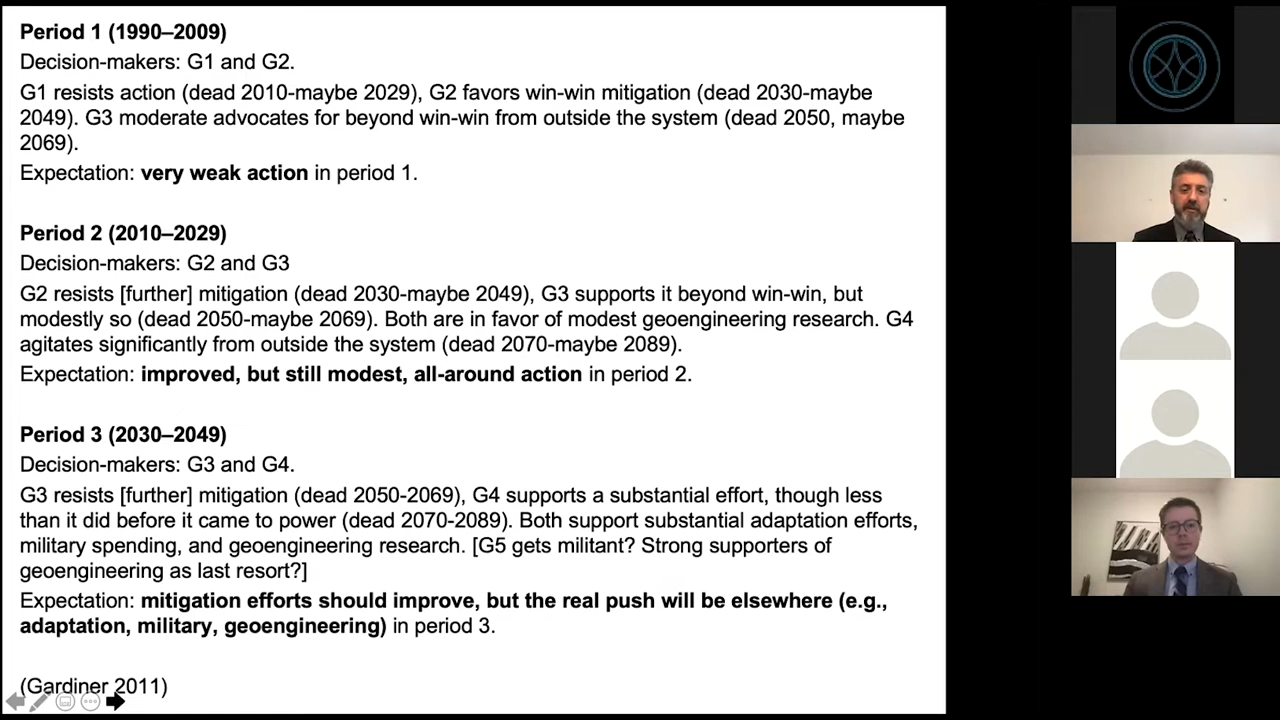 Period 1 (1990–2009)
Decision-makers: G1 and G2.
G1 resists action (dead 2010-maybe 2029), G2 favors win-win mitigation (dead 2030-maybe
2049). G3 moderate advocates for beyond win-win from outside the system (dead 2050, maybe
2069).
Expectation: very weak action in period 1.
Period 2 (2010–2029)
Decision-makers: G2 and G3
G2 resists [further] mitigation (dead 2030-maybe 2049), G3 supports it beyond win-win, but
modestly so (dead 2050-maybe 2069). Both are in favor of modest geoengineering research. G4
agitates significantly from outside the system (dead 2070-maybe 2089).
Expectation: improved, but still modest, all-around action in period 2.
Period 3 (2030–2049)
Decision-makers: G3 and G4.
G3 resists [further] mitigation (dead 2050-2069), G4 supports a substantial effort, though less
than it did before it came to power (dead 2070-2089). Both support substantial adaptation efforts,
military spending, and geoengineering research. [G5 gets militant? Strong supporters of
geoengineering as last resort?]
Expectation: mitigation efforts should improve, but the real push will be elsewhere (e.g.,
adaptation, military, geoengineering) in period 3.
(Gardiner 2011)